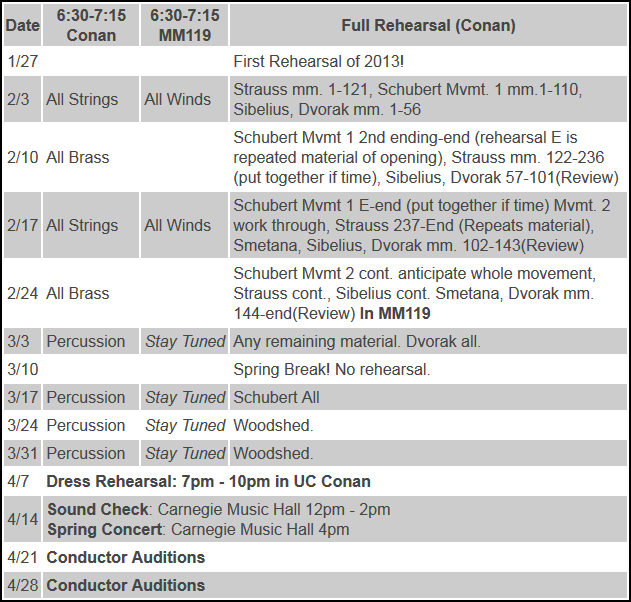 Date 6:30-7:15 Conan 6:30-7:15 MM119 Full Rehearsal (Conan)
1/27 First Rehearsal of 2013!
2/3 All Strings All Winds Strauss mm. 1-121, Schubert Mvmt. 1 mm.1-110,
Sibelius, Dvorak mm. 1-56
2/10 All Brass Schubert Mvmt 1 2nd ending-end (rehearsal E is
repeated material of opening), Strauss mm. 122-236
(put together if time), Sibelius, Dvorak 57-101(Review)
2/17 All Strings All Winds Schubert Mvmt 1 E-end (put together if time) Mvmt. 2
work through, Strauss 237-End (Repeats material),
Smetana, Sibelius, Dvorak mm. 102-143(Review)
2/24 All Brass Schubert Mvmt 2 cont. anticipate whole movement,
Strauss cont., Sibelius cont. Smetana, Dvorak mm.
144-end(Review) In MM119
3/3 Percussion Stay Tuned Any remaining material. Dvorak all.
3/10 Spring Break! No rehearsal.
3/17 Percussion Stay Tuned Schubert All
3/24 Percussion Stay Tuned Woodshed.
3/31 Percussion Stay Tuned Woodshed.
4/7 Dress Rehearsal: 7pm - 10pm in UC Conan
4/14 Sound Check: Carnegie Music Hall 12pm - 2pm
Spring Concert: Carnegie Music Hall 4pm
4/21 Conductor Auditions
4/28 Conductor Auditions